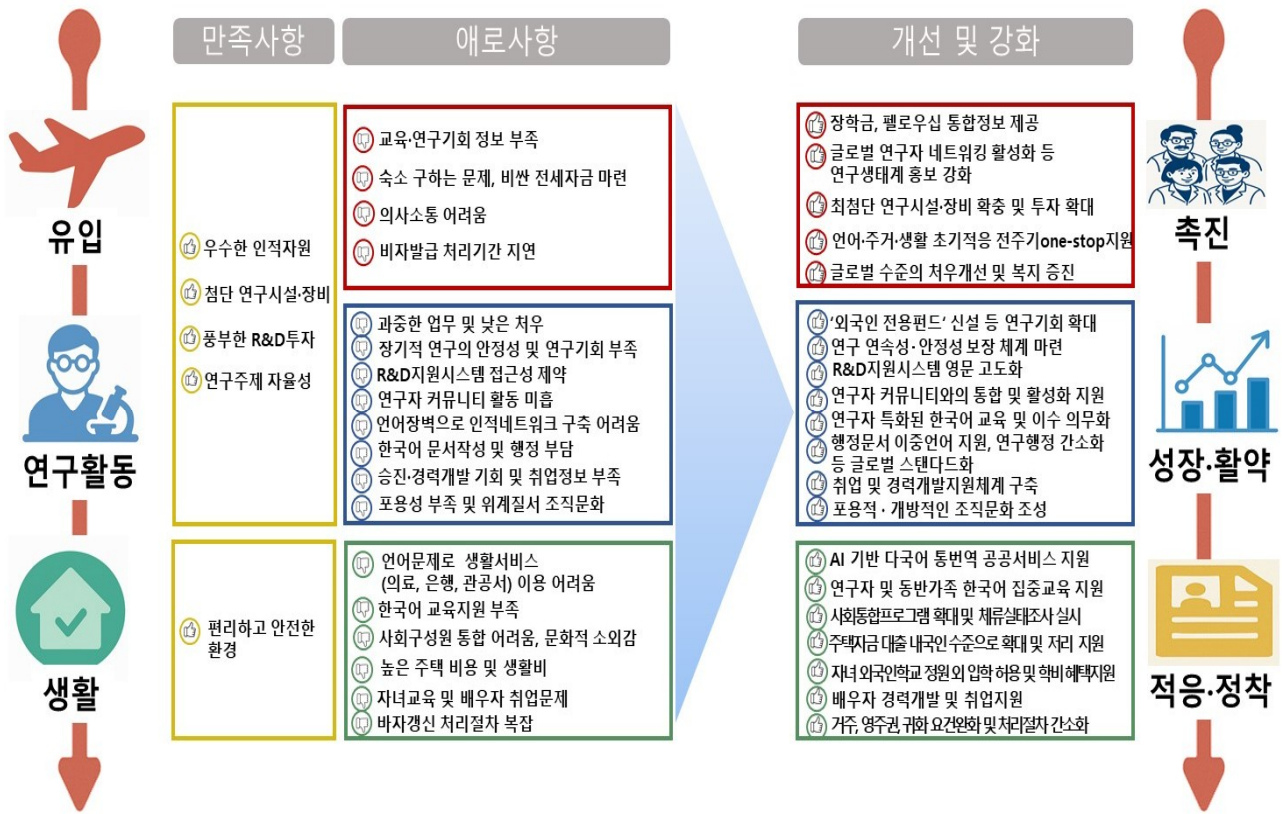 만족사항
애로사항
개선 및 강화
유입
연구활동
생활
우수한 인적자원
첨단 연구시설·장비
풍부한 R&D투자
연구주제 자율성
편리하고 안전한
환경
교육·연구기회 정보 부족
숙소 구하는 문제, 비싼 전세자금 마련
의사소통 어려움
비자발급 처리기간 지연
과중한 업무 및 낮은 처우
장기적 연구의 안정성 및 연구기회 부족
R&D지원시스템 접근성 제약
연구자 커뮤니티 활동 미흡
언어장벽으로 인적네트워크 구축 어려움
한국어 문서작성 및 행정 부담
승진·경력개발 기회 및 취업정보 부족
포용성 부족 및 위계질서 조직문화
언어문제로 생활서비스
(의료, 은행, 관공서) 이용 어려움
한국어 교육지원 부족
사회구성원 통합 어려움, 문화적 소외감
높은 주택 비용 및 생활비
자녀교육 및 배우자 취업문제
바자갱신 처리절차 복잡
장학금, 펠로우십 통합정보 제공
글로벌 연구자 네트워킹 활성화 등
연구생태계 홍보 강화
최첨단 연구시설·장비 확충 및 투자 확대
언어·주거·생활 초기적응 전주기one-stop지원
글로벌 수준의 처우개선 및 복지 증진
'외국인 전용펀드' 신설 등 연구기회 확대
연구 연속성·안정성 보장 체계 마련
R&D지원시스템 영문 고도화
연구자 커뮤니티와의 통합 및 활성화 지원
연구자 특화된 한국어 교육 및 이수 의무화
행정문서 이중언어 지원, 연구행정 간소화
등 글로벌 스탠다드화
취업 및 경력개발지원체계 구축
포용적 · 개방적인 조직문화 조성
AI 기반 다국어 통번역 공공서비스 지원
연구자 및 동반가족 한국어 집중교육 지원
사회통합프로그램 확대 및 체류실태조사 실시
주택자금 대출 내국인 수준으로 확대 및 저리 지원
자녀 외국인학교 정원 외 입학 허용 및 학비 혜택지원
배우자 경력개발 및 취업지원
거주, 영주권, 귀화 요건완화 및 처리절차 간소화
촉진
성장·활약
적응·정착